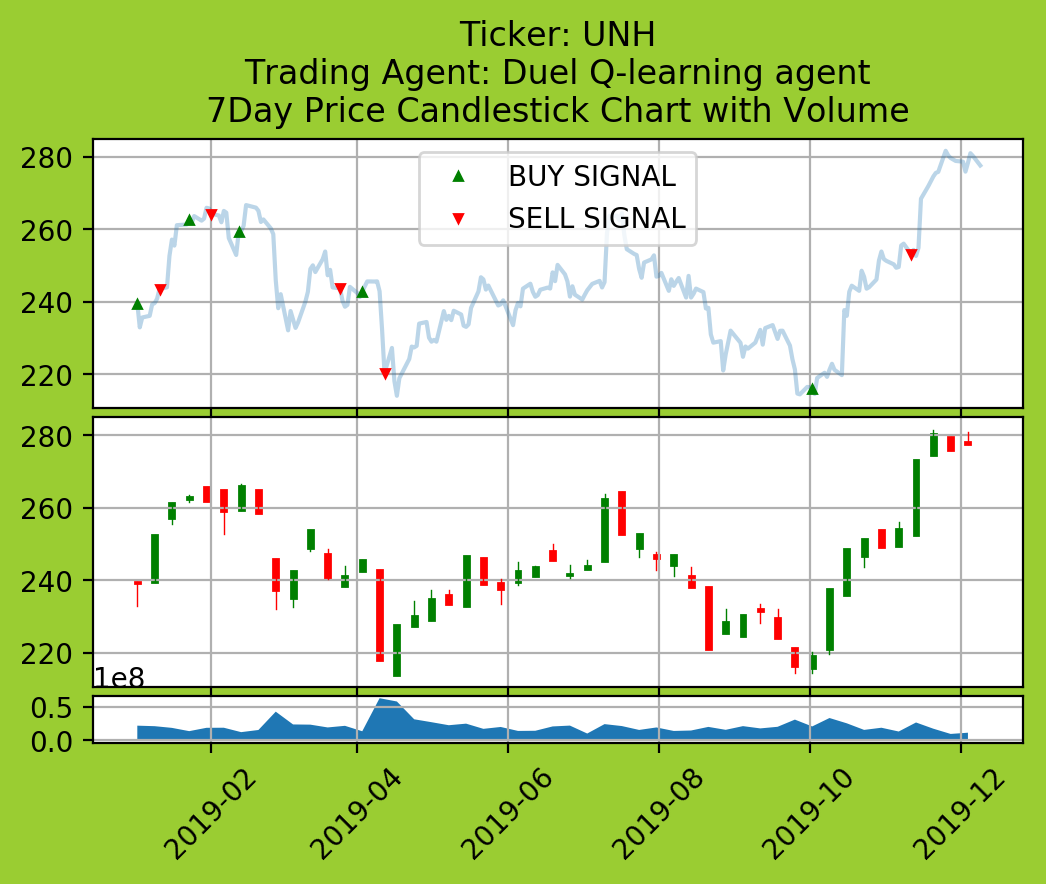 Ticker: UNH
Trading Agent: Duel Q-learning agent
7Day Price Candlestick Chart with Volume
280
260
240
220
BUY SIGNAL
SELL SIGNAL
280
260
240
220
1e8
0.5
0.0
2019-02
2019-04
2019-06
2019-08
2019-10
2019-12